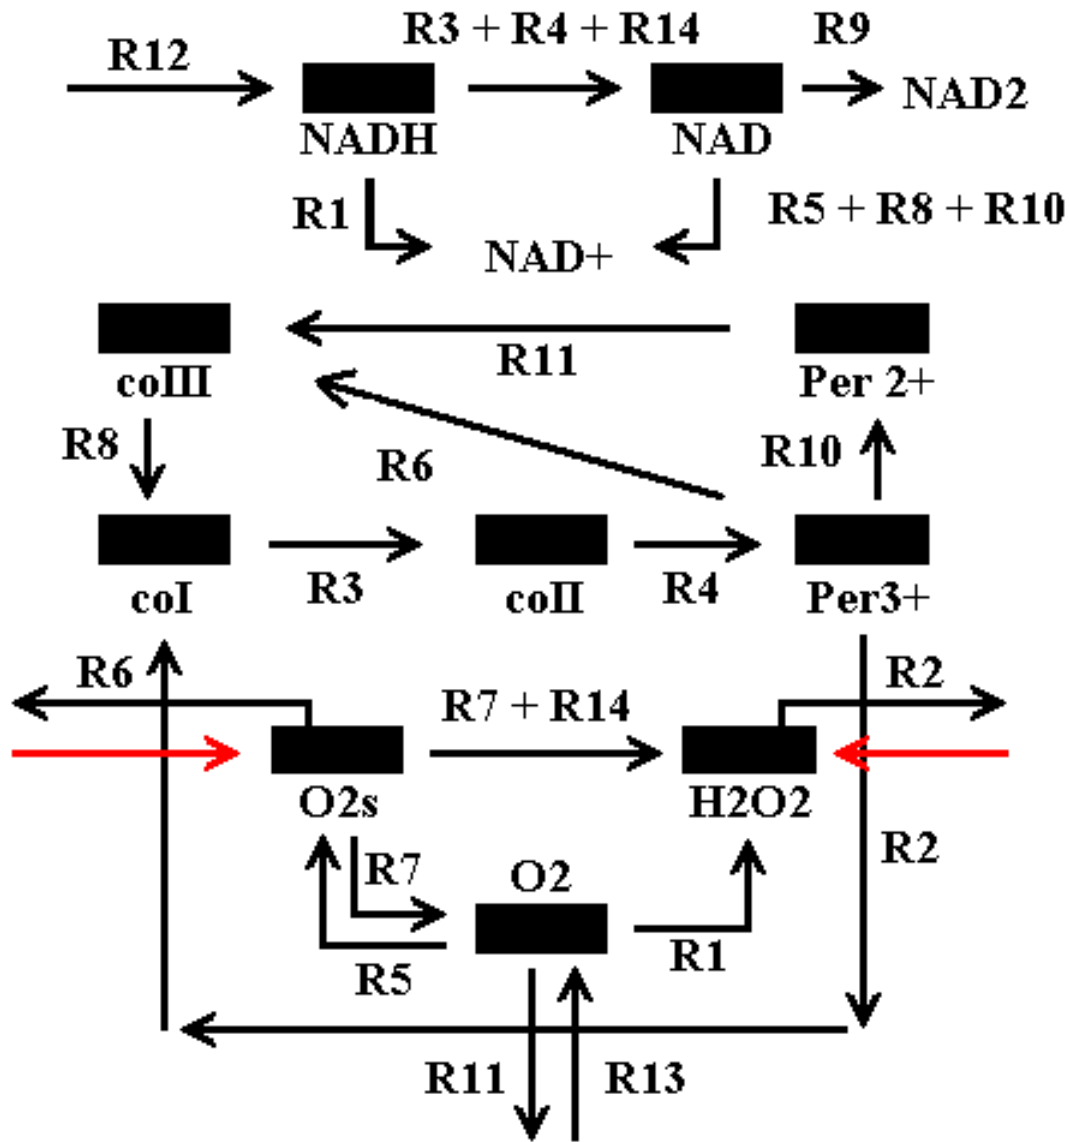 R3 + R4 + R14
R9
R12
NAD2
NADH
NAD
R1
R5 + R8 + R10
NAD+
R11
coIII
Per 2+
R8
R6
R10
coI
R3
coII
R4
Per3+
R6
R7 + R14
R2
O2s
H2O2
R7
O2
R2
R5
R1
R11
R13